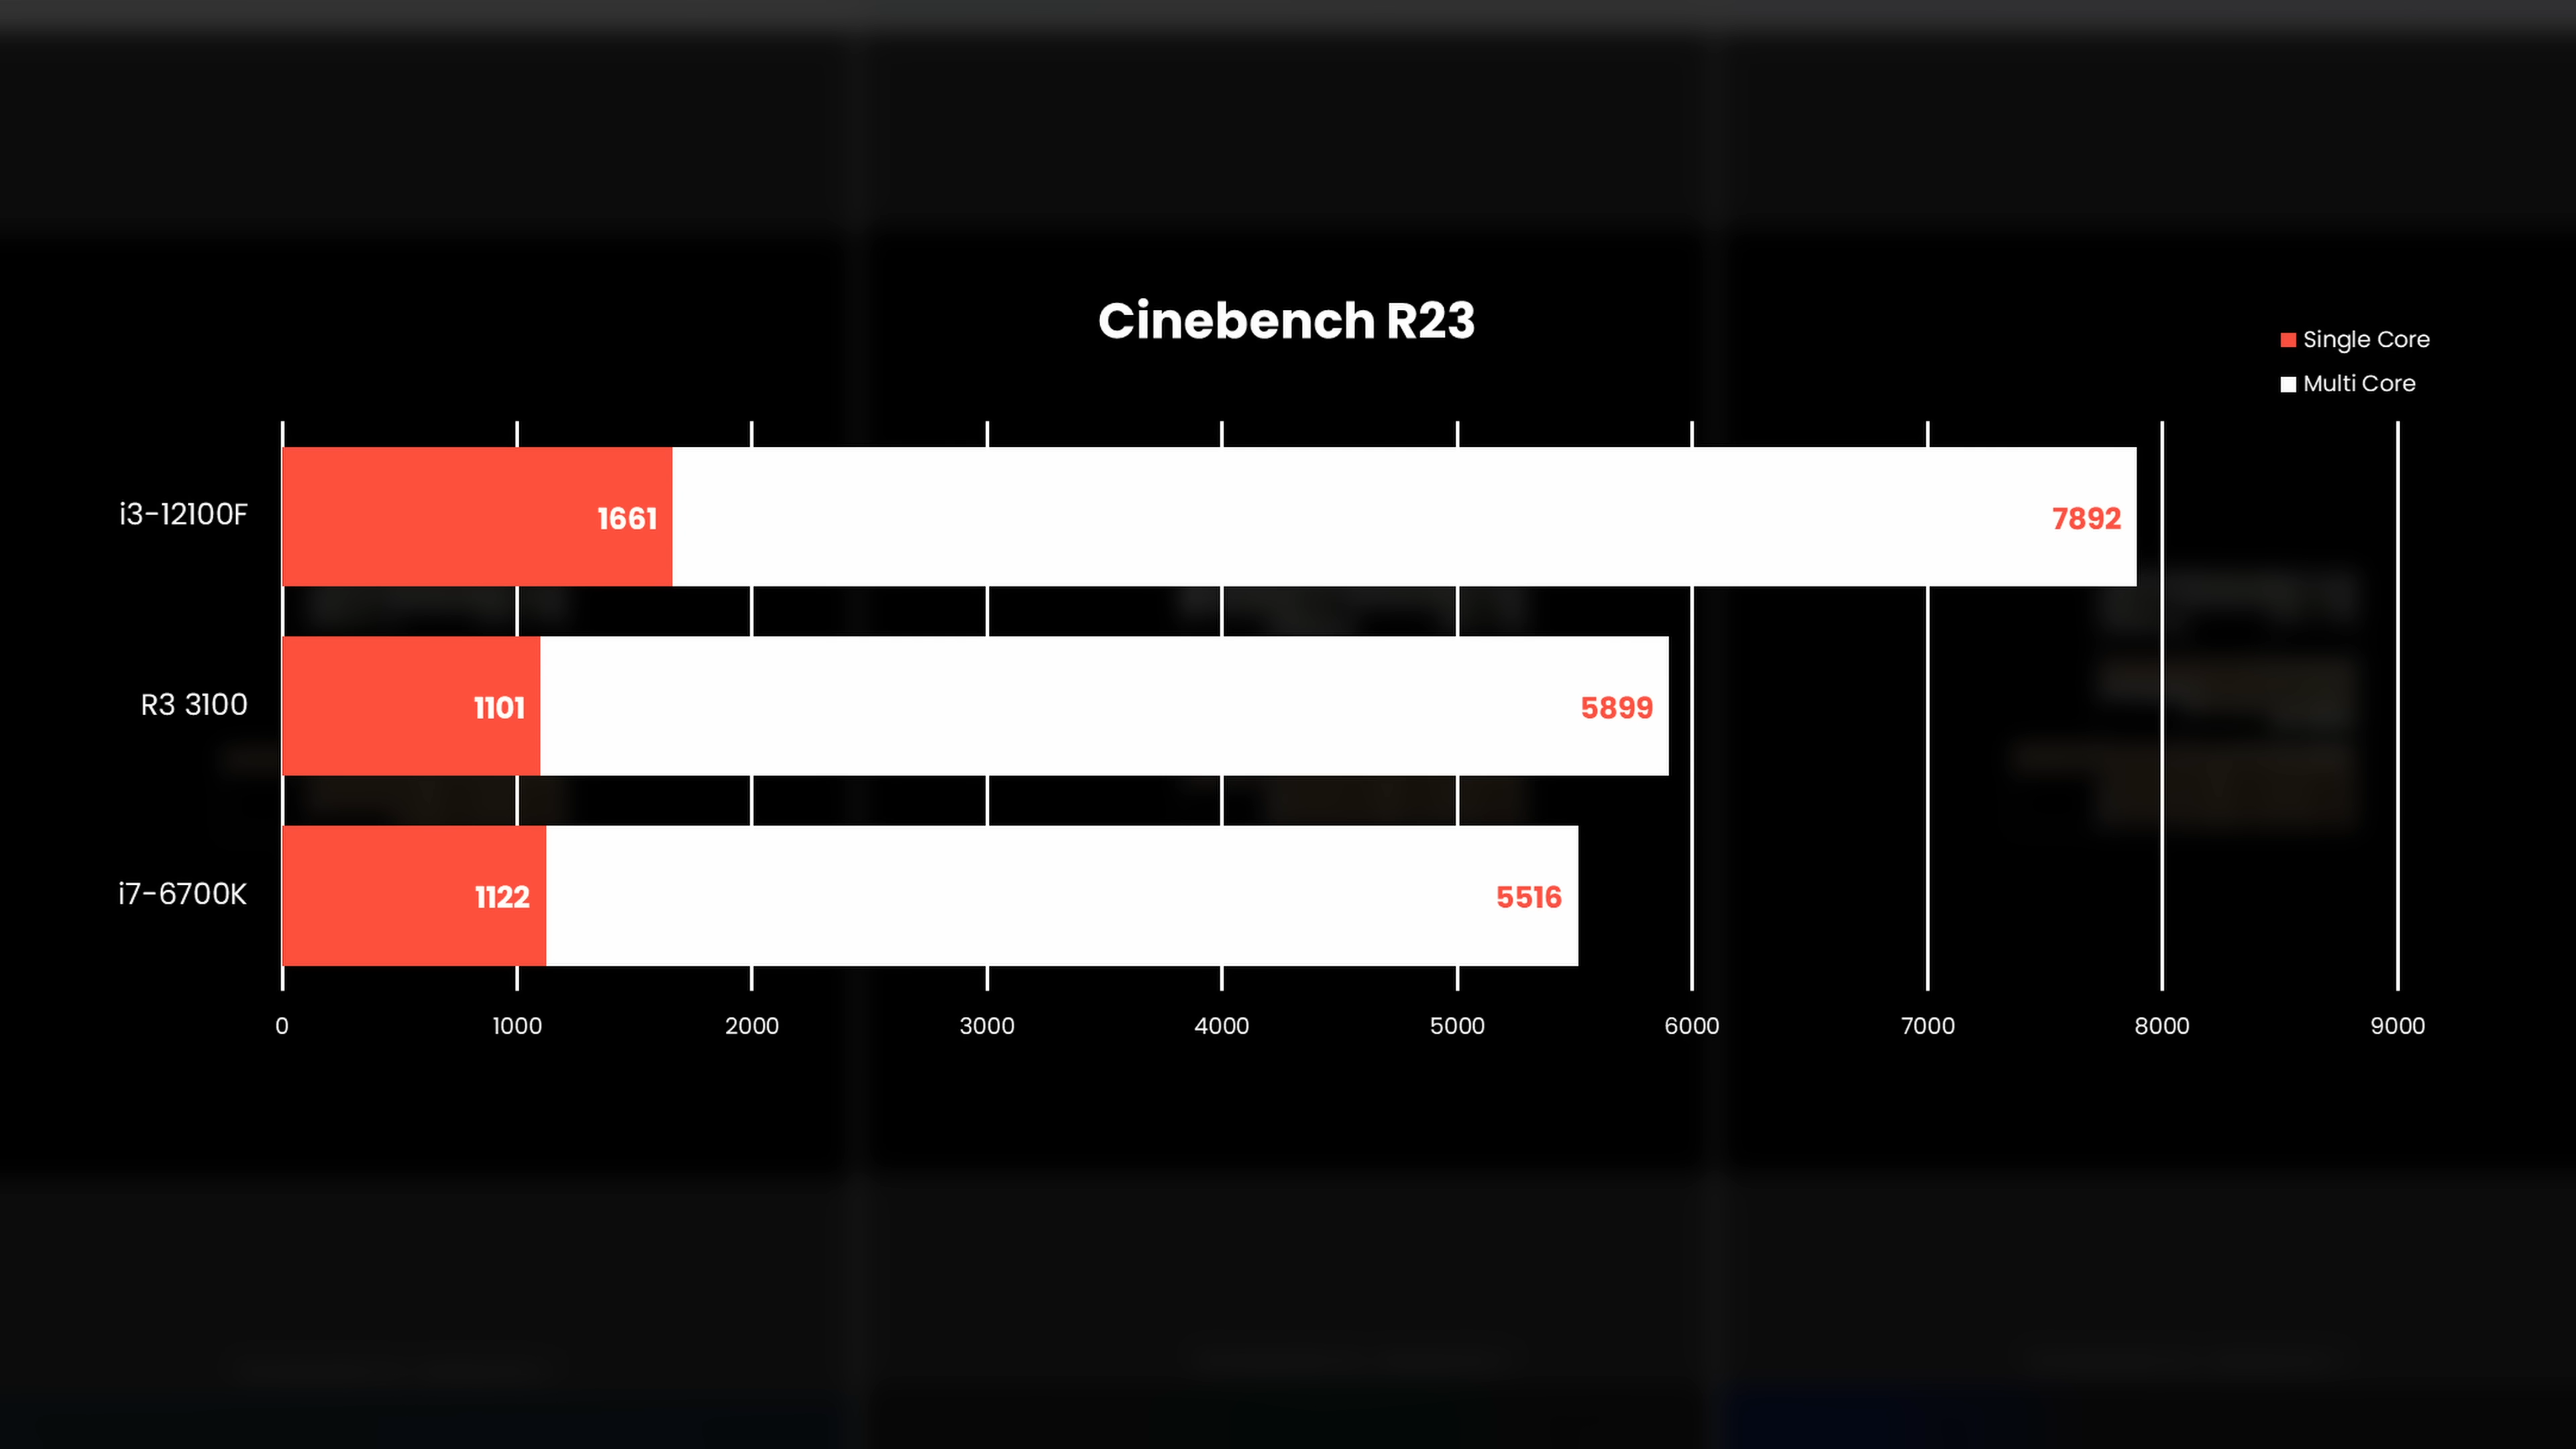 Cinebench R23
Single Core
Multi Core
i3-12100F
1661
7892
R3 3100
1101
5899
i7-6700K
1122
5516
0 1000 2000 3000 4000 5000 6000 7000 8000 9000